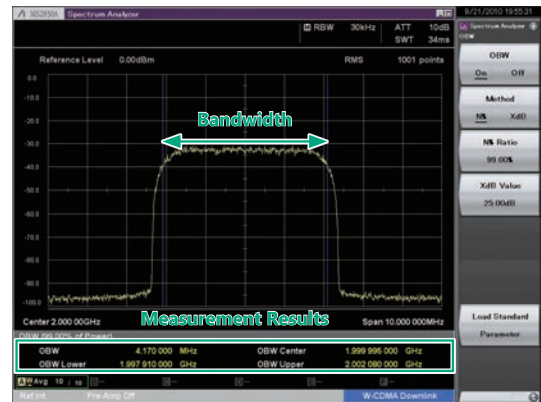 MS2850A Spectrum Analyzer
9/21/2010 19:55:31
RBW 30kHz ATT 10dB
SWT 34ms
Spectrum Analyzer
OBW
Reference Level 0.00dBm RMS 1001 points
OBW
On Off
Method
N% XdB
N% Ratio
99.00%
XdB Value
25.00dB
Load Standard
Parameter
0.0
-10.0
-20.0
-30.0
-40.0
-50.0
-60.0
-70.0
-80.0
-90.0
-100.0
Bandwidth
Measurement Results
Center 2.000 00GHz Span 10.000 000MHz
OBW (99.00% of Power)
OBW 4.170 000 MHz OBW Center 1.999 995 000 GHz
OBW Lower 1.997 910 000 GHz OBW Upper 2.002 080 000 GHz
AW Avg 10 / 10
Ref.Int Pre-Amp Off W-CDMA Downlink